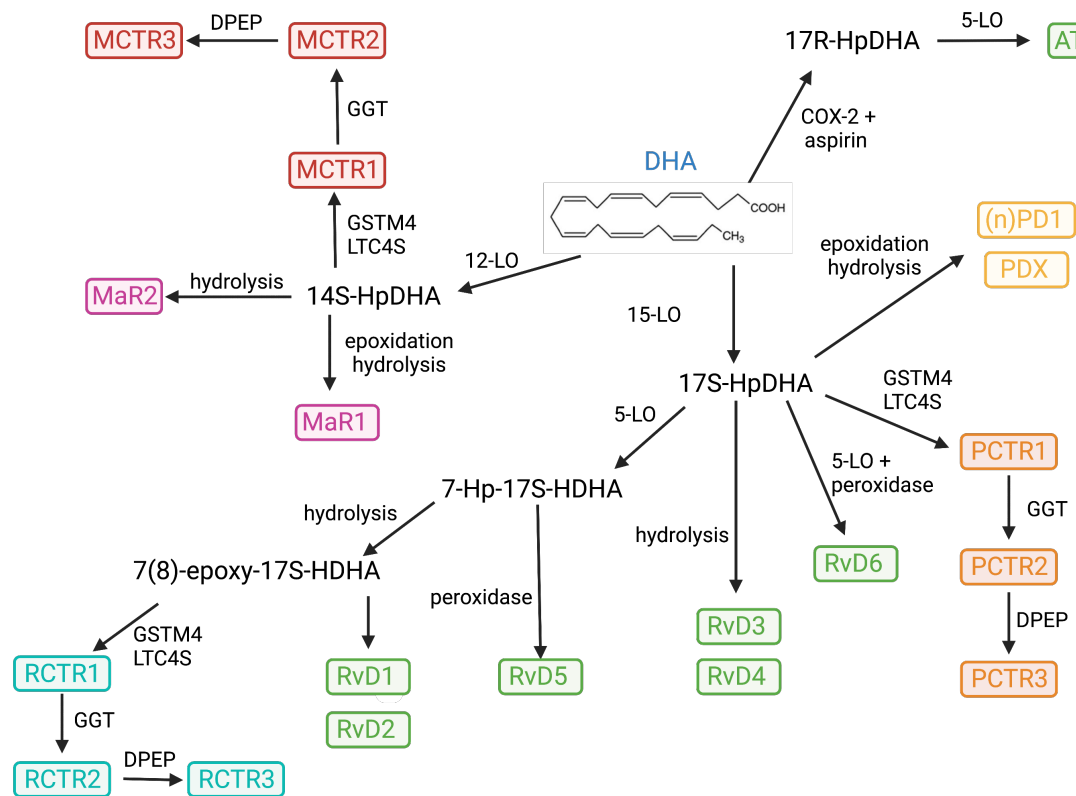 DPEP
5-LO
MCTR3
MCTR2
17R-HpDHA
AT
GGT
COX-2 +
aspirin
DHA
MCTR1
COOH
CH3
GSTM4
LTC4S
(n)PD1
epoxidation
hydrolysis
PDX
12-LO
hydrolysis
MaR2
14S-HpDHA
15-LO
epoxidation
hydrolysis
17S-HpDHA
GSTM4
LTC4S
MaR1
5-LO
PCTR1
5-LO +
peroxidase
7-Hp-17S-HDHA
GGT
hydrolysis
hydrolysis
RvD6
PCTR2
7(8)-epoxy-17S-HDHA
peroxidase
DPEP
RvD3
GSTM4
LTC4S
RCTR1
RvD1
RvD5
RvD4
PCTR3
GGT
RvD2
DPEP
RCTR2
RCTR3